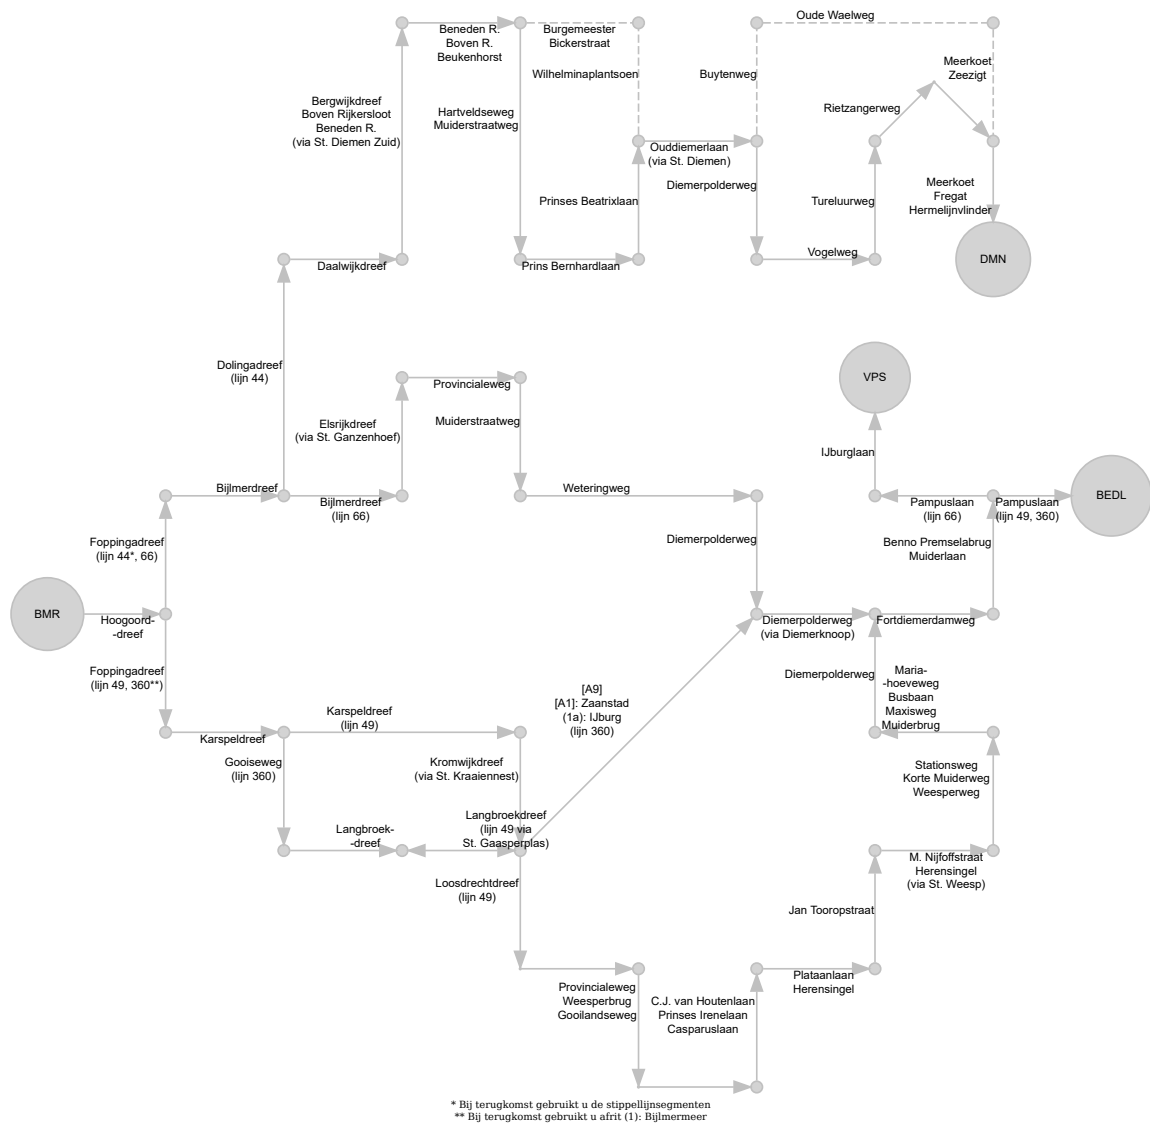 Oude Waelweg
Beneden R.
Boven R.
Beukenhorst
Burgemeester
Bickerstraat
Meerkoet
Zeezigt
Wilhelminaplantsoen
Buytenweg
Bergwijkdreef
Boven Rijkersloot
Beneden R.
(via St. Diemen Zuid)
Hartveldseweg
Muiderstraatweg
Rietzangerweg
Ouddiemerlaan
(via St. Diemen)
Diemerpolderweg
Meerkoet
Fregat
Hermelijnvlinder
Prinses Beatrixlaan
Tureluurweg
Vogelweg
DMN
Daalwijkdreef
Prins Bernhardlaan
Dolingadreef
(lijn 44)
VPS
Provincialeweg
Elsrijkdreef
(via St. Ganzenhoef)
Muiderstraatweg
IJburglaan
Bijlmerdreef
Bijlmerdreef
(lijn 66)
Weteringweg
Pampuslaan
(lijn 66)
Pampuslaan
(lijn 49, 360)
BEDL
Foppingadreef
(lijn 44*, 66)
Diemerpolderweg
Benno Premselabrug
Muiderlaan
BMR
Hoogoord-
-dreef
Diemerpolderweg
(via Diemerknoop)
Fortdiemerdamweg
Foppingadreef
(lijn 49, 360**)
Diemerpolderweg
Maria-
-hoeveweg
Busbaan
Maxisweg
Muiderbrug
[A9]
[A1]: Zaanstad
(1a): IJburg
(lijn 360)
Karspeldreef
Karspeldreef
(lijn 49)
Gooiseweg
(lijn 360)
Kromwijkdreef
(via St. Kraaiennest)
Stationsweg
Korte Muiderweg
Weesperweg
Langbroek-
-dreef
Langbroekdreef
(lijn 49 via
St. Gaasperplas)
M. Nijfoffstraat
Herensingel
(via St. Weesp)
Loosdrechtdreef
(lijn 49)
Jan Tooropstraat
Provincialeweg
Weesperbrug
Gooilandseweg
C.J. van Houtenlaan
Prinses Irenelaan
Casparuslaan
Plataanlaan
Herensingel
* Bij terugkomst gebruikt u de stippellijnsegmenten
** Bij terugkomst gebruikt u afrit (1): Bijlmermeer